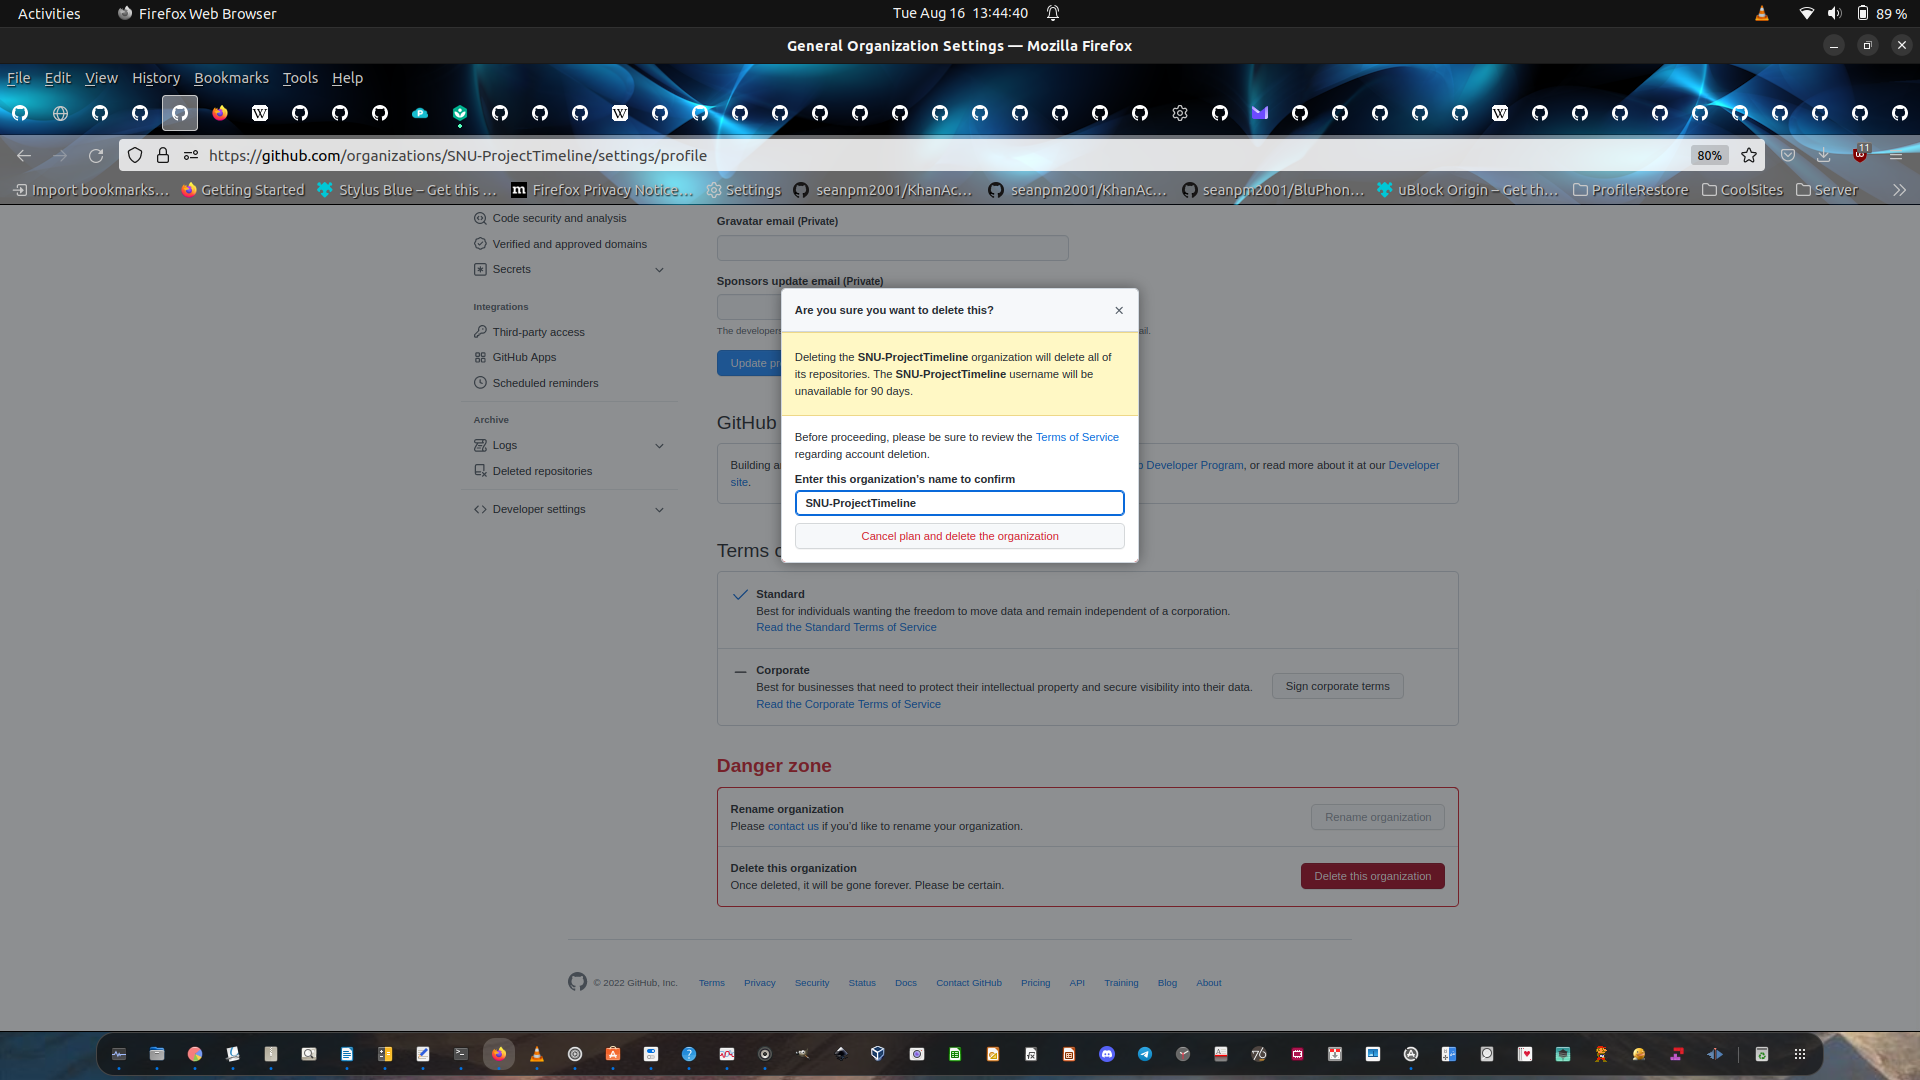 Activities
Firefox Web Browser
Tue Aug 16 13:44:40
89 %
General Organization Settings — Mozilla Firefox
File Edit View History Bookmarks Tools Help
https://github.com/organizations/SNU-ProjectTimeline/settings/profile
80%
11
Import bookmarks…
Getting Started
Stylus Blue – Get this …
Firefox Privacy Notice…
Settings
seanpm2001/KhanAc…
seanpm2001/KhanAc…
seanpm2001/BluPhon…
uBlock Origin – Get th…
ProfileRestore
CoolSites
Server
Code security and analysis
Verified and approved domains
Secrets
Integrations
Third-party access
GitHub Apps
Scheduled reminders
Archive
Logs
Deleted repositories
Developer settings
Gravatar email (Private)
Sponsors update email (Private)
The developer
ail.
Update pr
Are you sure you want to delete this?
Deleting the SNU-ProjectTimeline organization will delete all of
its repositories. The SNU-ProjectTimeline username will be
unavailable for 90 days.
Before proceeding, please be sure to review the Terms of Service
regarding account deletion.
Enter this organization's name to confirm
SNU-ProjectTimeline
Cancel plan and delete the organization
GitHub
Building a
Developer Program, or read more about it at our Developer
site.
Terms o
Standard
Best for individuals wanting the freedom to move data and remain independent of a corporation.
Read the Standard Terms of Service
Corporate
Best for businesses that need to protect their intellectual property and secure visibility into their data.
Read the Corporate Terms of Service
Sign corporate terms
Danger zone
Rename organization
Please contact us if you'd like to rename your organization.
Rename organization
Delete this organization
Once deleted, it will be gone forever. Please be certain.
Delete this organization
© 2022 GitHub, Inc.
Terms
Privacy
Security
Status
Docs
Contact GitHub
Pricing
API
Training
Blog
About